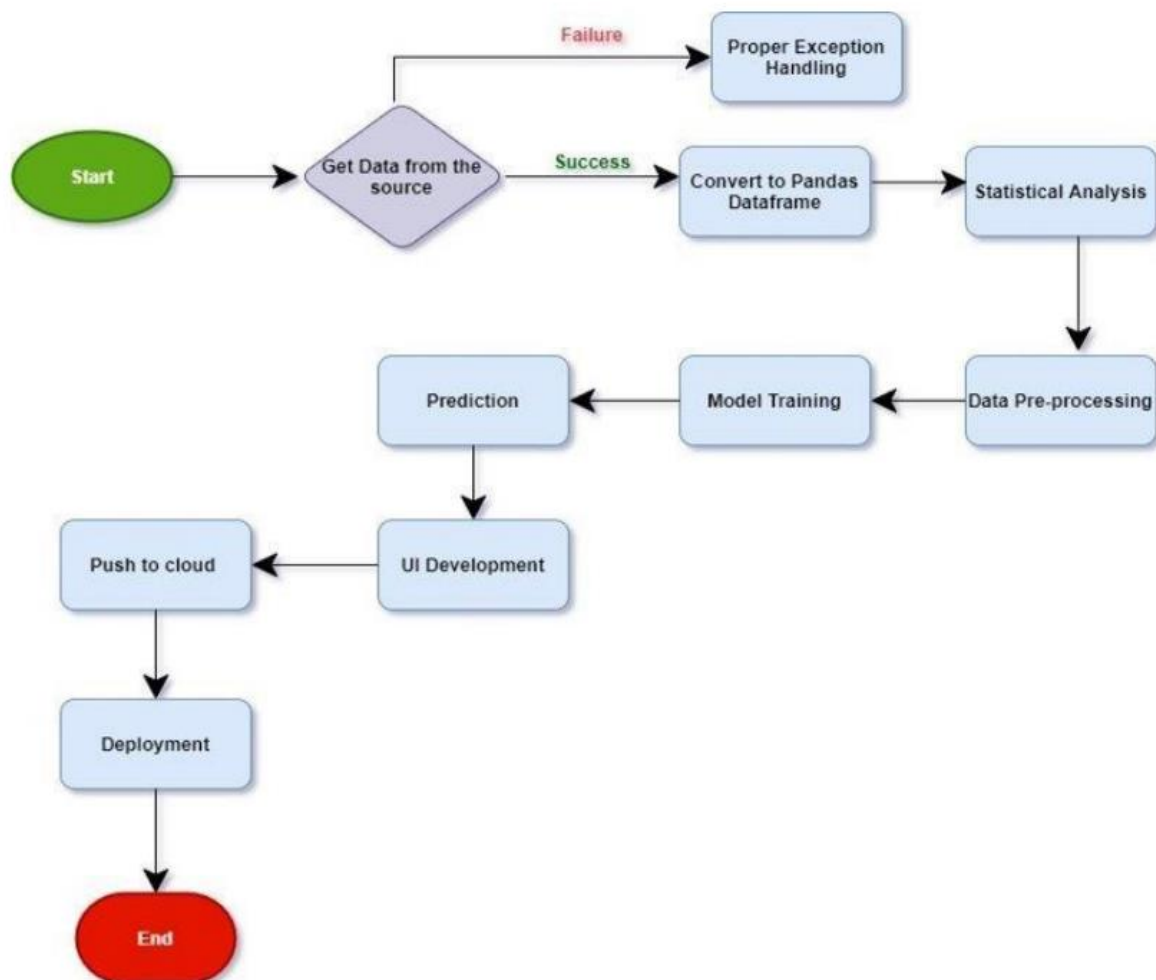 Failure
Proper Exception
Handling
Start
Get Data from the
source
Success
Convert to Pandas
Dataframe
Statistical Analysis
Prediction
Model Training
Data Pre-processing
Push to cloud
UI Development
Deployment
End